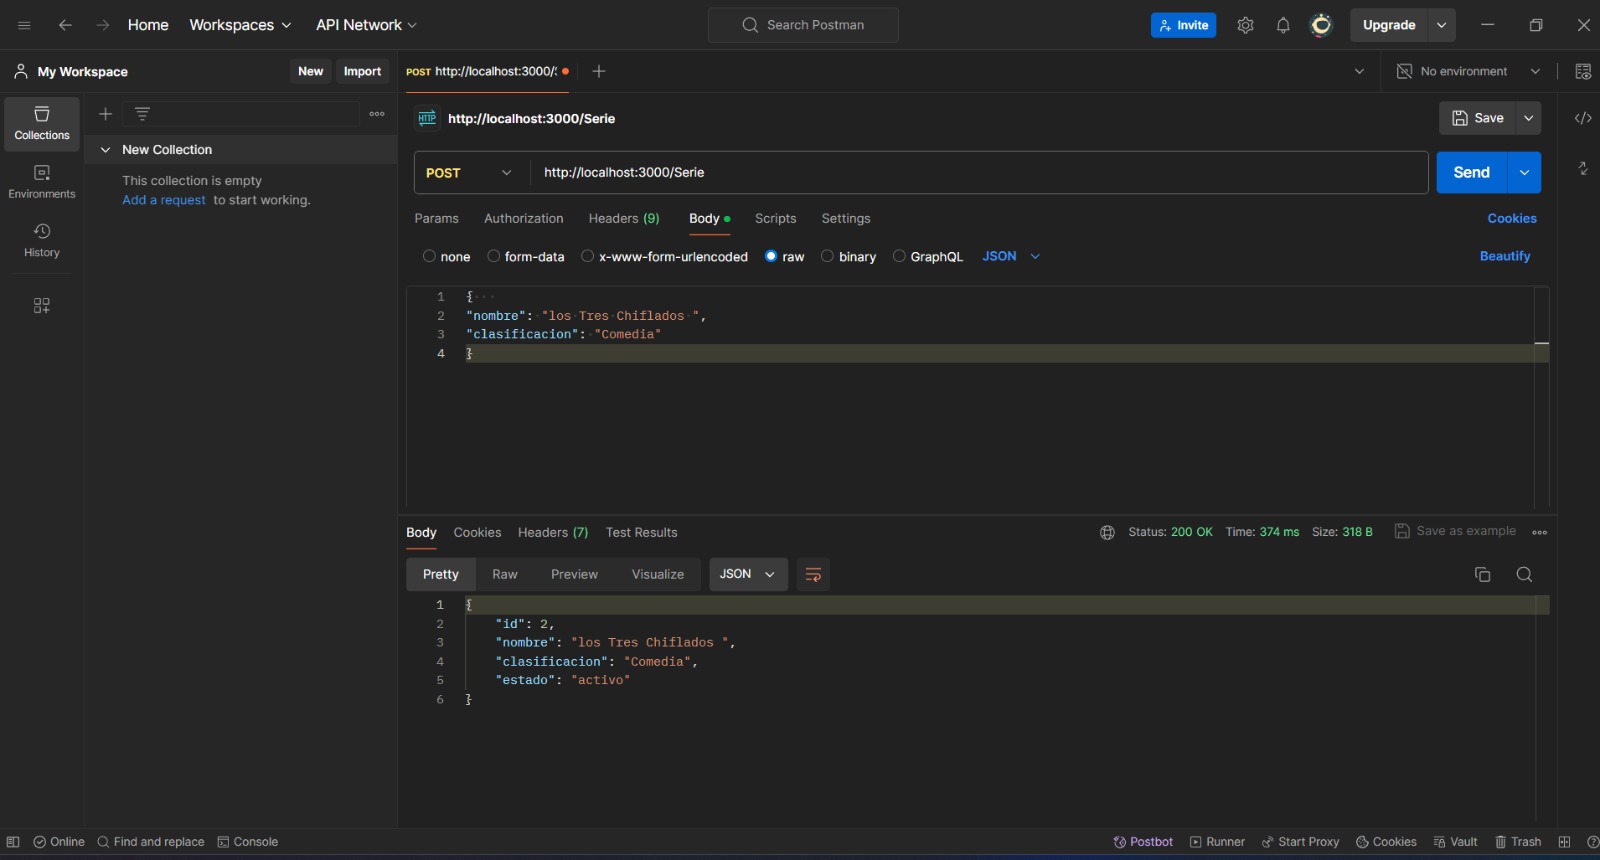 Home Workspaces API Network Search Postman Invite Upgrade
My Workspace New Import POST http://localhost:3000/ No environment
Collections
Environments
History
New Collection
This collection is empty
Add a request to start working.
HTTP http://localhost:3000/Serie Save
POST http://localhost:3000/Serie Send
Params Authorization Headers (9) Body Scripts Settings Cookies
none form-data x-www-form-urlencoded raw binary GraphQL JSON Beautify
1 {
2 "nombre": "los Tres Chiflados ",
3 "clasificacion": "Comedia"
4 }
Body Cookies Headers (7) Test Results Status: 200 OK Time: 374 ms Size: 318 B Save as example
Pretty Raw Preview Visualize JSON
1 {
2 "id": 2,
3 "nombre": "los Tres Chiflados ",
4 "clasificacion": "Comedia",
5 "estado": "activo"
6 }
Online Find and replace Console Postbot Runner Start Proxy Cookies Vault Trash